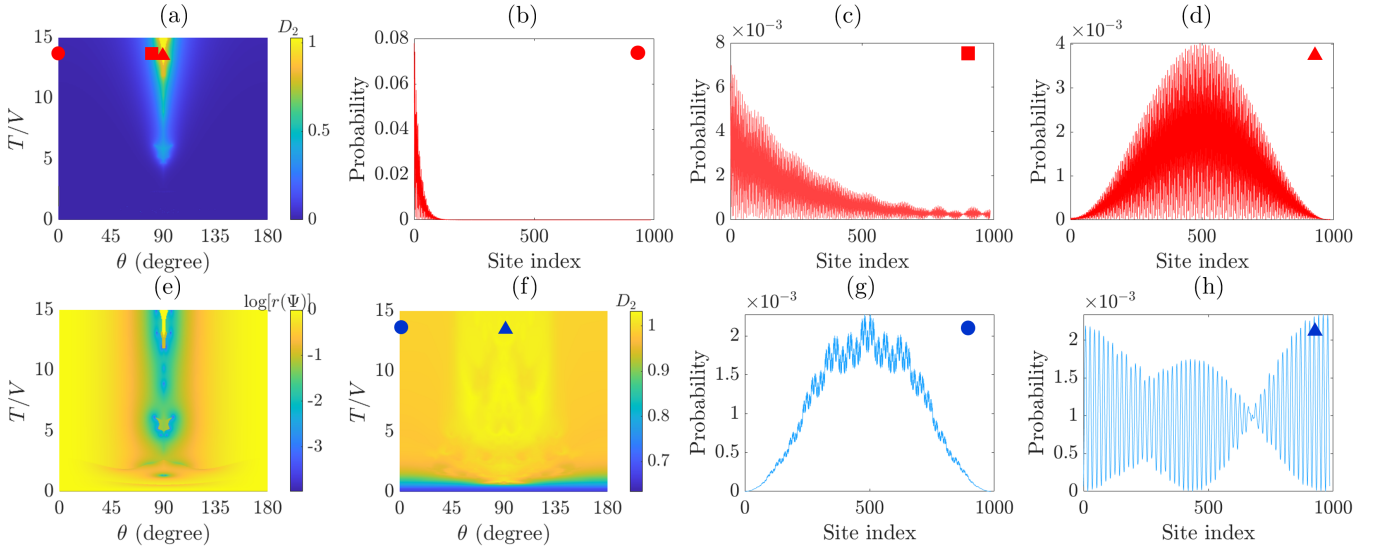 (a)
D₂
15
10
5
0
T/V
0 45 90 135 180
θ (degree)
1
0.5
0
(b)
0.08
0.06
0.04
0.02
0
Probability
0 500 1000
Site index
(c)
×10⁻³
8
6
4
2
0
Probability
0 500 1000
Site index
(d)
×10⁻³
4
3
2
1
0
Probability
0 500 1000
Site index
(e)
log[r(Ψ)]
15
10
5
0
T/V
0 45 90 135 180
θ (degree)
0
-1
-2
-3
(f)
D₂
15
10
5
0
T/V
0 45 90 135 180
θ (degree)
1
0.9
0.8
0.7
(g)
×10⁻³
2
1.5
1
0.5
0
Probability
0 500 1000
Site index
(h)
×10⁻³
2
1.5
1
0.5
0
Probability
0 500 1000
Site index